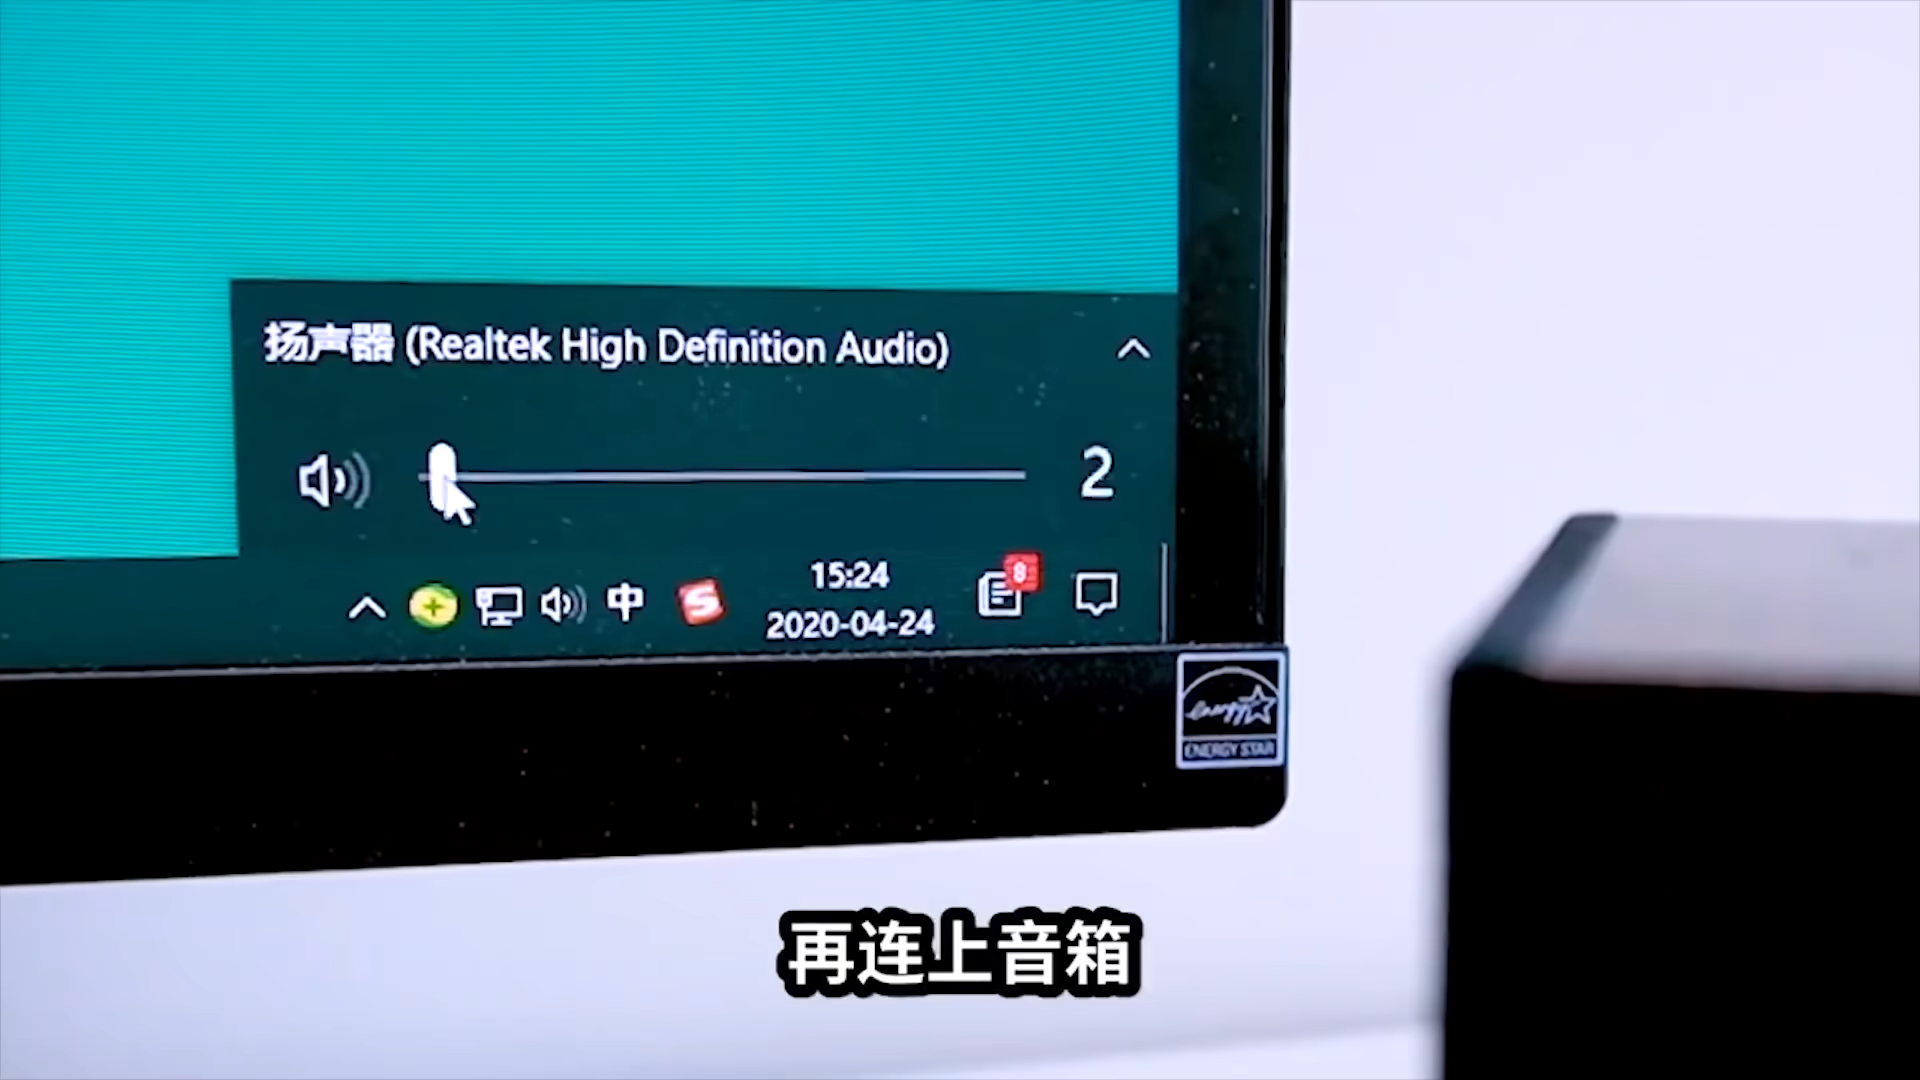 扬声器 (Realtek High Definition Audio)
2
中
S
15:24
2020-04-24
8
energy
ENERGY STAR
再连上音箱